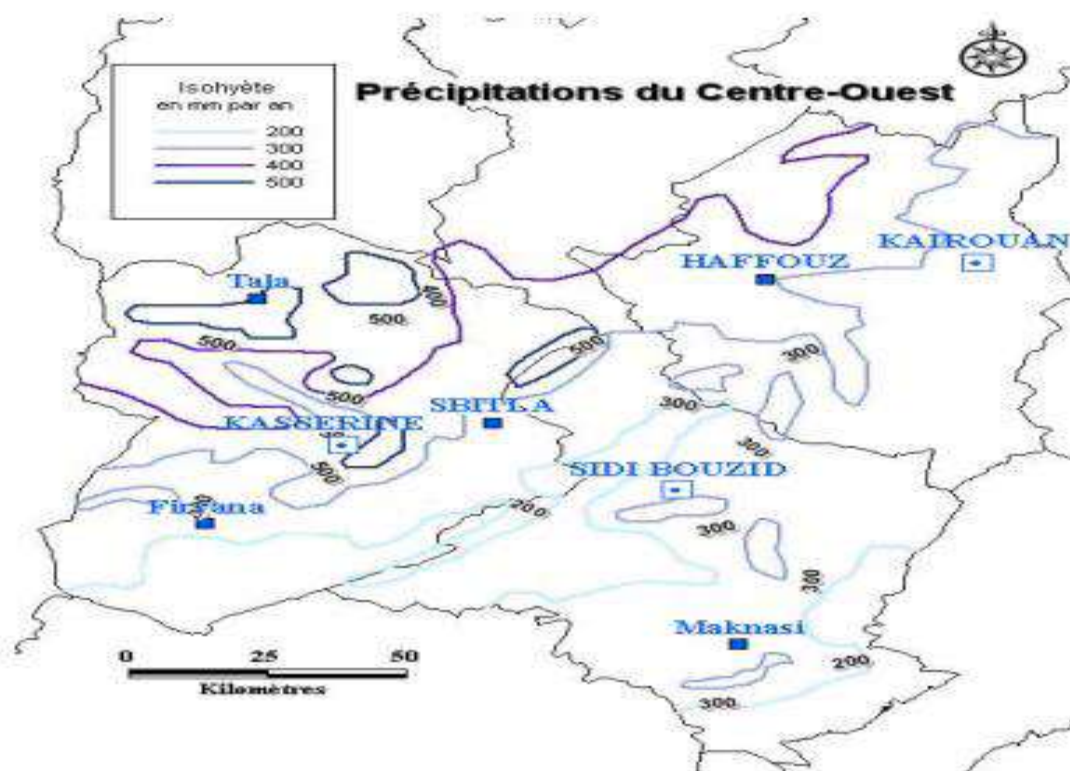 Précipitations du Centre-Ouest
Isohyète
en mm par an
200
300
400
500
KAIROUAN
HAFFOUZ
Tala
400
500
500
500
300
500
SBITLA
KASSERINE
300
300
500
SIDI BOUZID
200
Firyana
300
300
Maknasi
200
300
0 25 50
Kilomètres